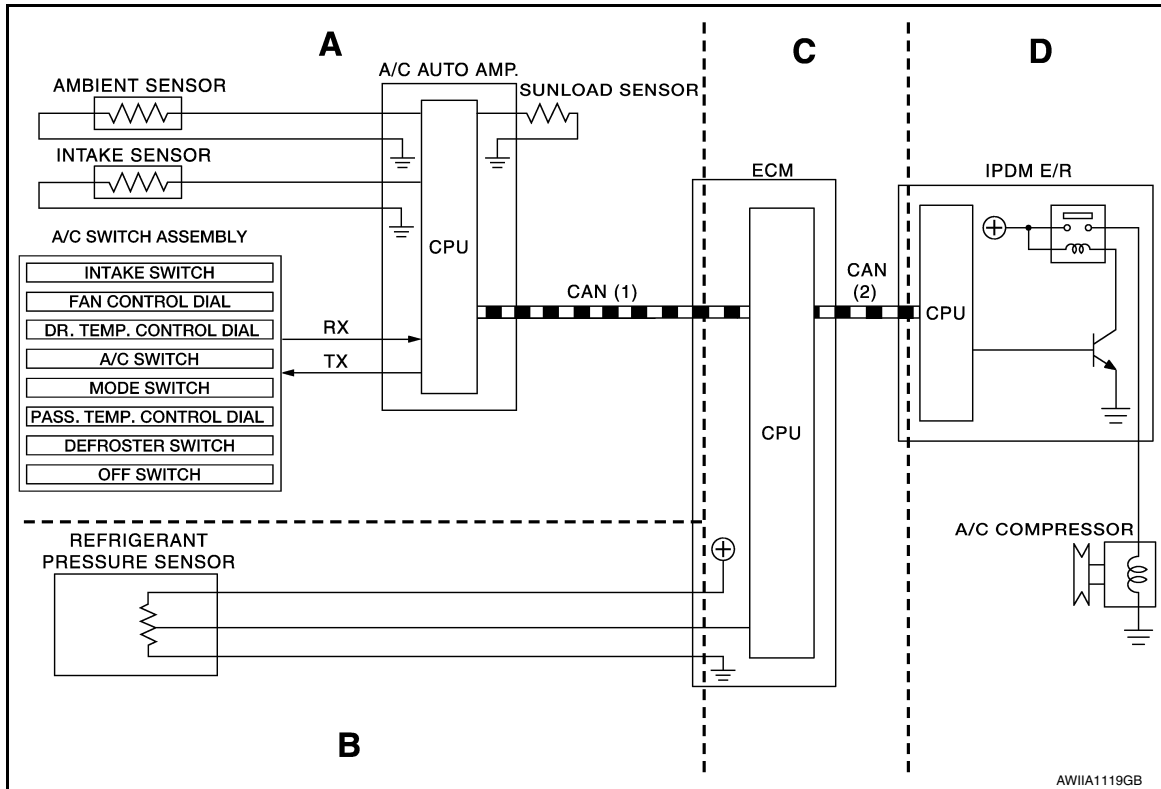 A
C
D
A/C AUTO AMP.
AMBIENT SENSOR
SUNLOAD SENSOR
INTAKE SENSOR
ECM
IPDM E/R
A/C SWITCH ASSEMBLY
INTAKE SWITCH
FAN CONTROL DIAL
DR. TEMP. CONTROL DIAL
A/C SWITCH
MODE SWITCH
PASS. TEMP. CONTROL DIAL
DEFROSTER SWITCH
OFF SWITCH
RX
TX
CPU
CAN (1)
CAN
(2)
CPU
CPU
REFRIGERANT
PRESSURE SENSOR
A/C COMPRESSOR
B
AWIIA1119GB